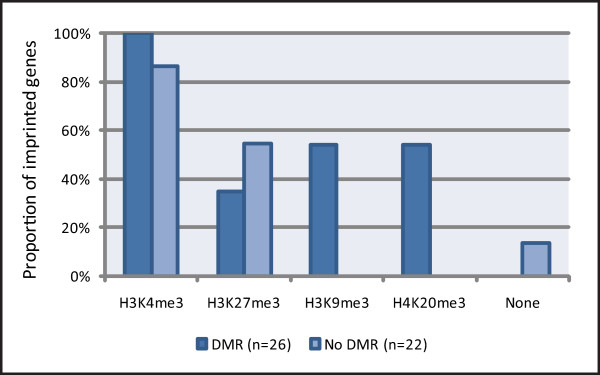 Proportion of imprinted genes
100%
80%
60%
40%
20%
0%
H3K4me3 H3K27me3 H3K9me3 H4K20me3 None
DMR (n=26) No DMR (n=22)